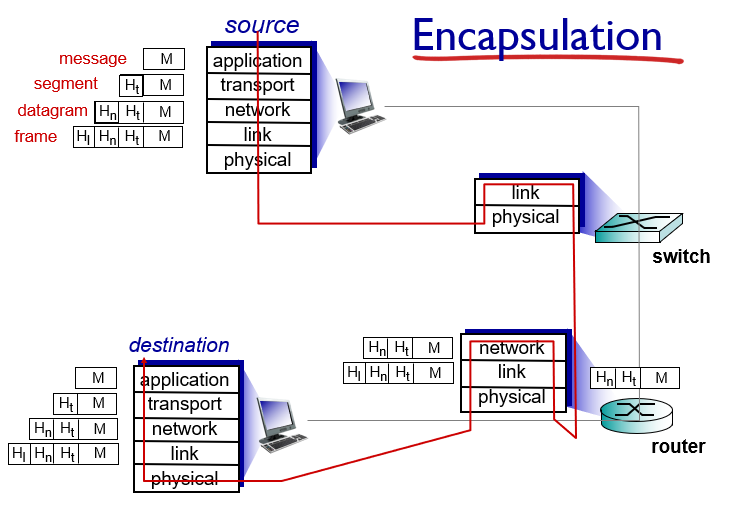 Encapsulation
source
message M
segment Ht M
datagram Hn Ht M
frame Hl Hn Ht M
application
transport
network
link
physical
link
physical
switch
destination
M
Ht M
Hn Ht M
Hl Hn Ht M
application
transport
network
link
physical
Hn Ht M
Hl Hn Ht M
network
link
physical
Hn Ht M
router